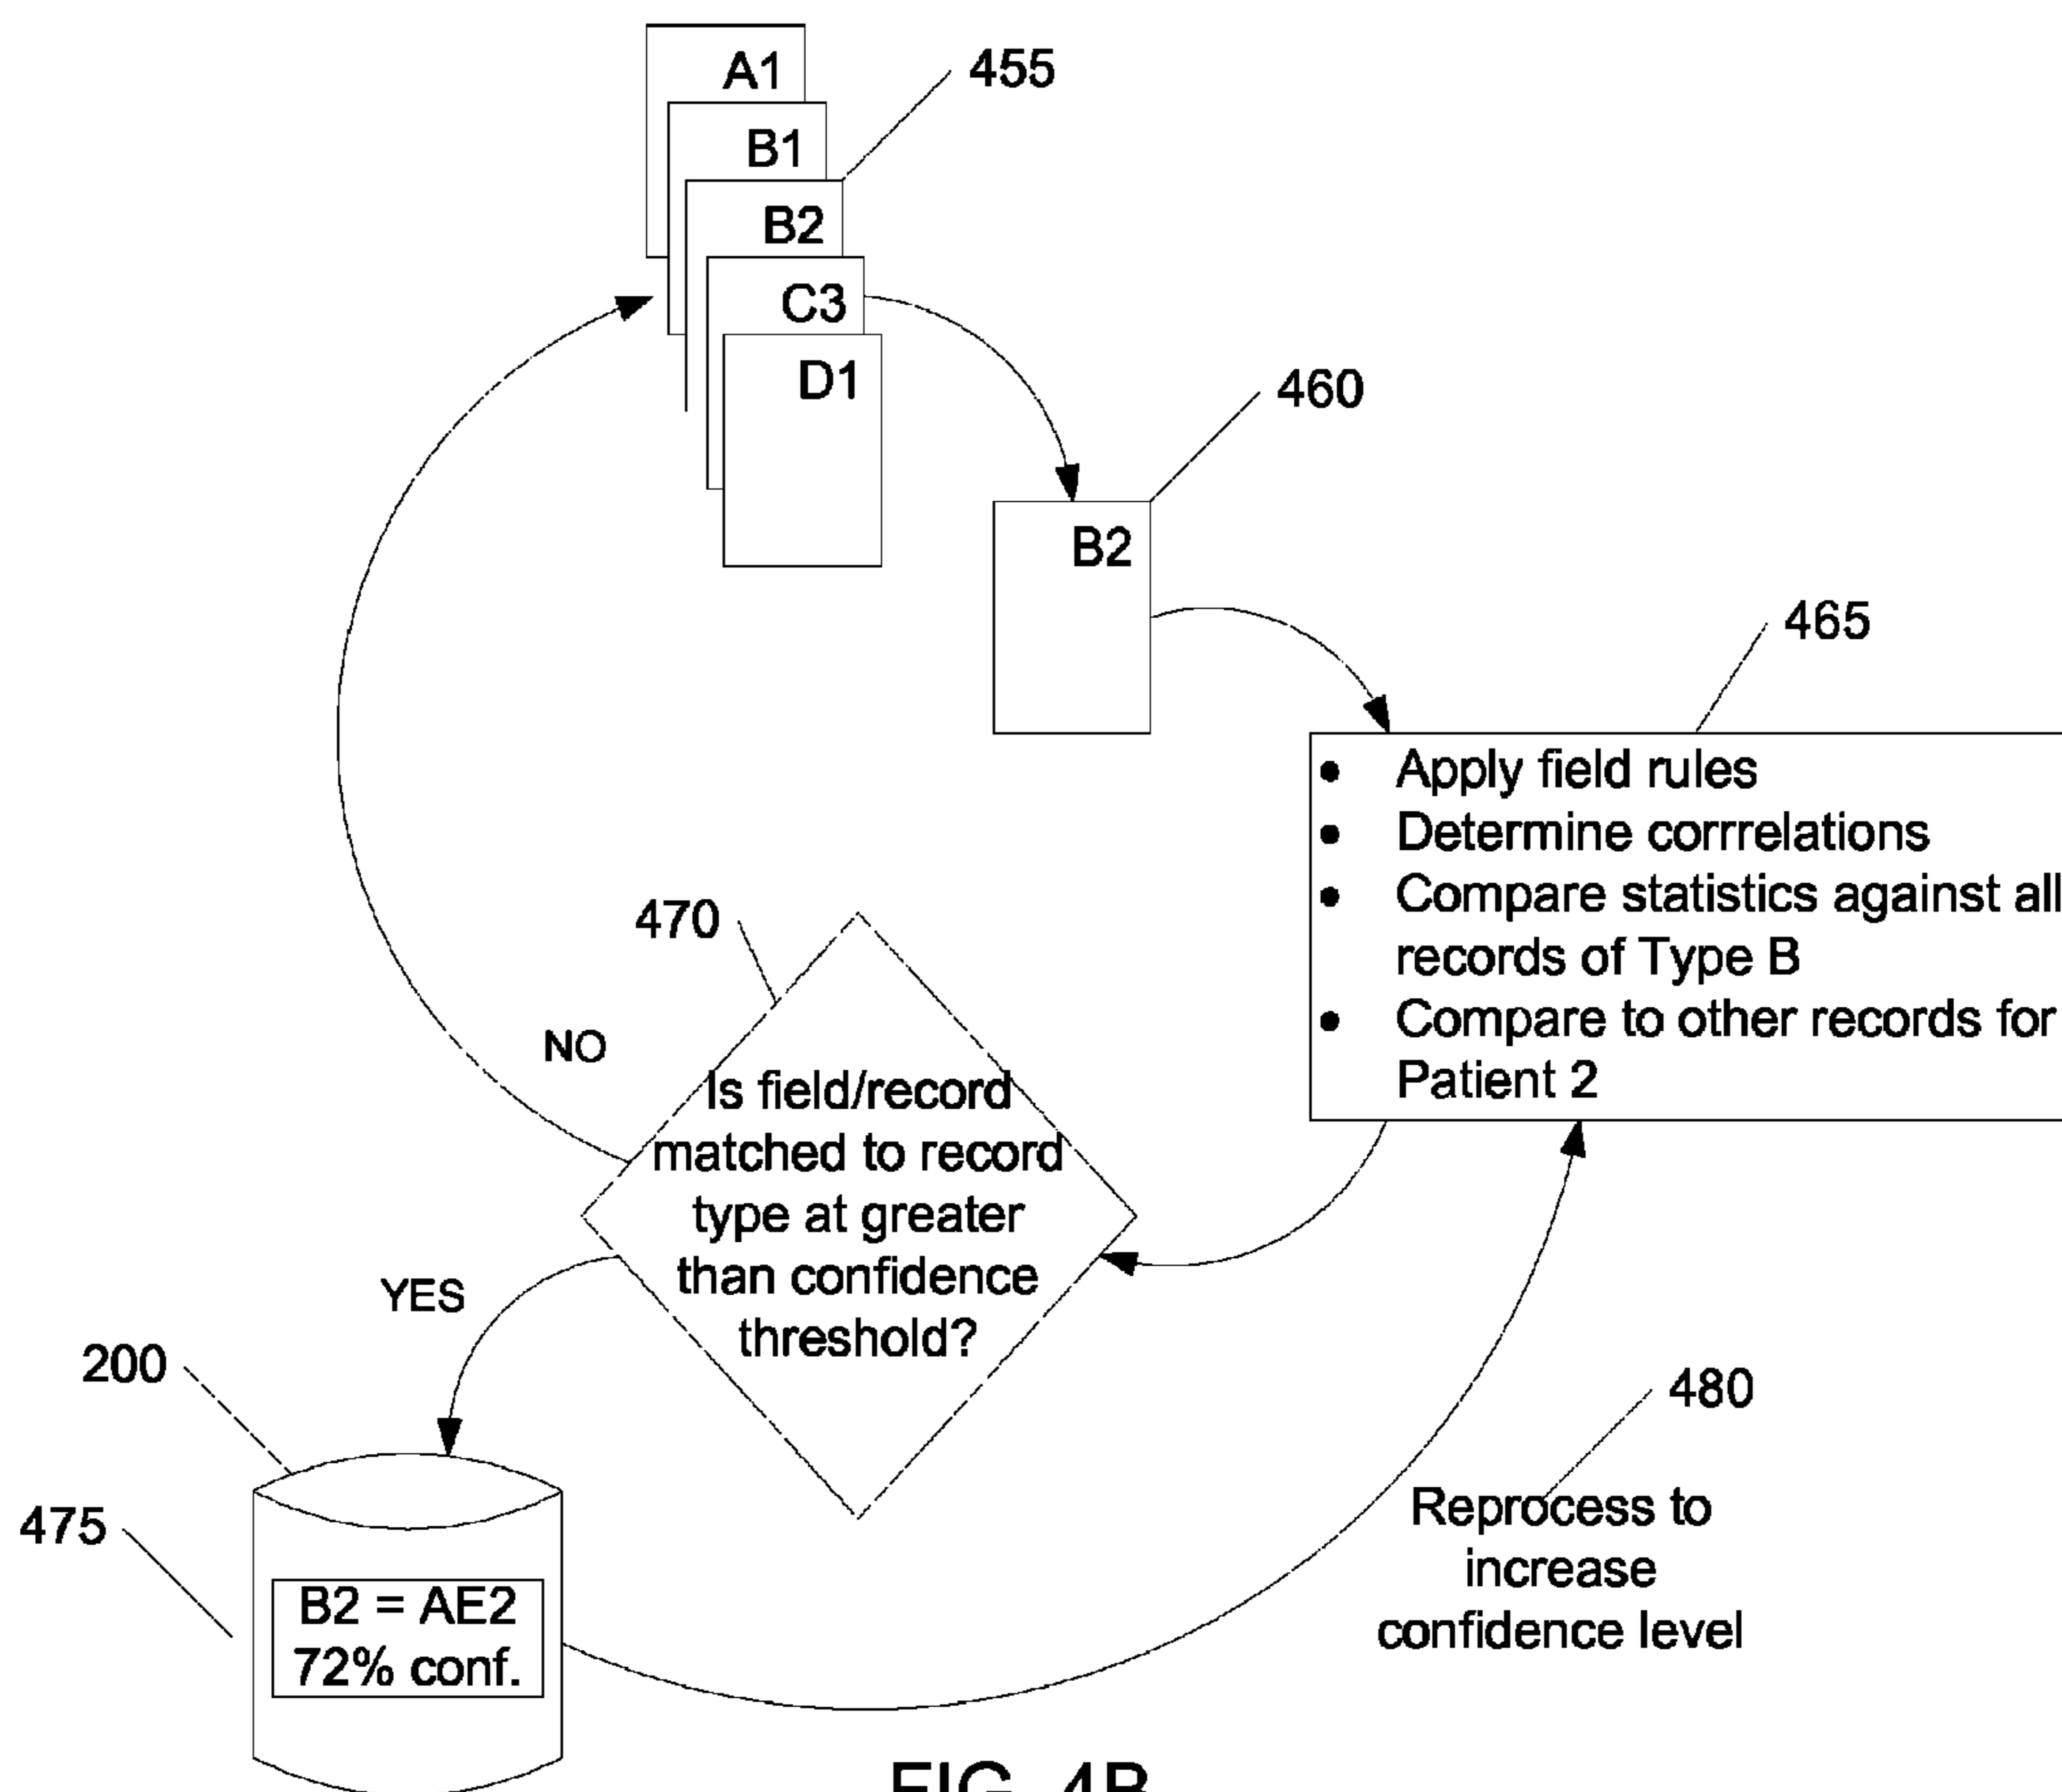 A1
455
B1
B2
C3
D1
460
B2
465
• Apply field rules
• Determine corrrelations
• Compare statistics against all
records of Type B
• Compare to other records for
Patient 2
470
NO
Is field/record
matched to record
type at greater
than confidence
threshold?
YES
200
480
Reprocess to
increase
confidence level
475
B2 = AE2
72% conf.
FIG. 4B